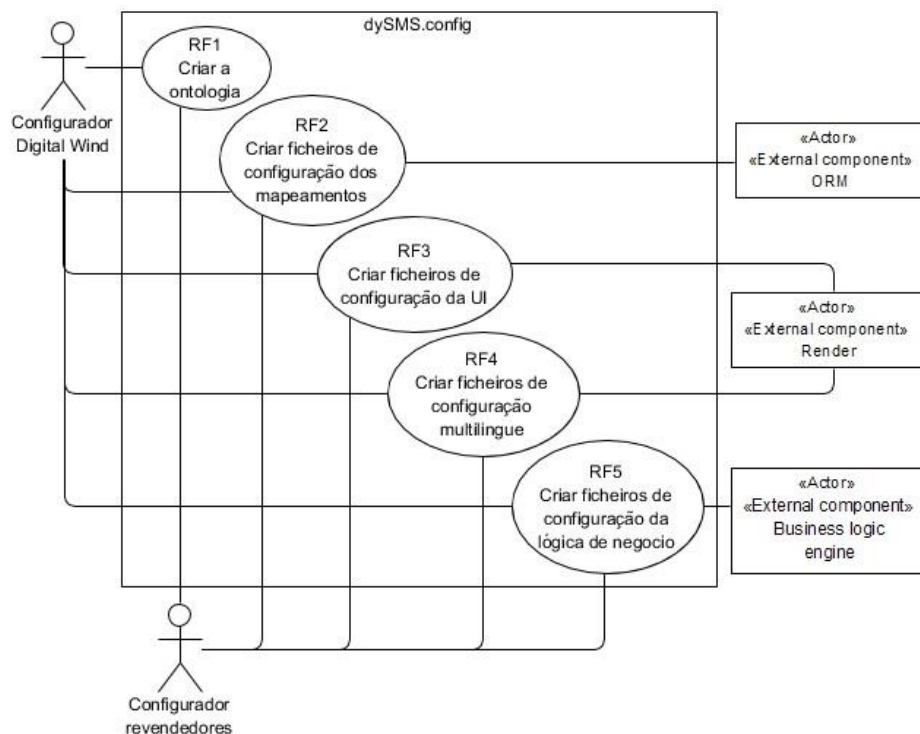 dySMS.config
RF1
Criar a
ontologia
Configurador
Digital Wind
RF2
Criar ficheiros de
configuração dos
mapeamentos
«Actor»
«External component»
ORM
RF3
Criar ficheiros de
configuração da UI
«Actor»
«External component»
Render
RF4
Criar ficheiros de
configuração
multilingue
RF5
Criar ficheiros de
configuração da
lógica de negocio
«Actor»
«External component»
Business logic
engine
Configurador
revendedores